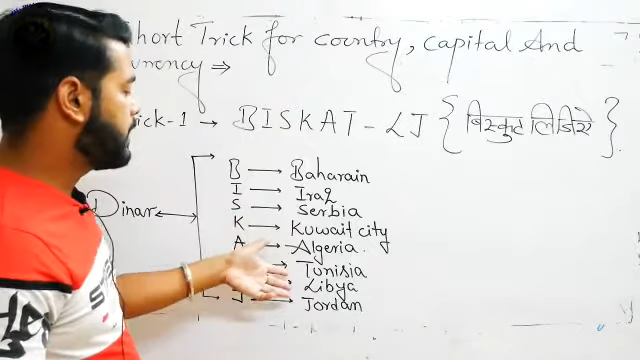 Short Trick for country, capital And
urrency ⇒
ick-1 → BISKAT-LJ {बिस्कुट लिजिये}.
Dinar
B → Baharain
I → Iraq
S → Serbia
K → Kuwait city
A → Algeria.
→ Tunisia
→ Libya
J → Jordan